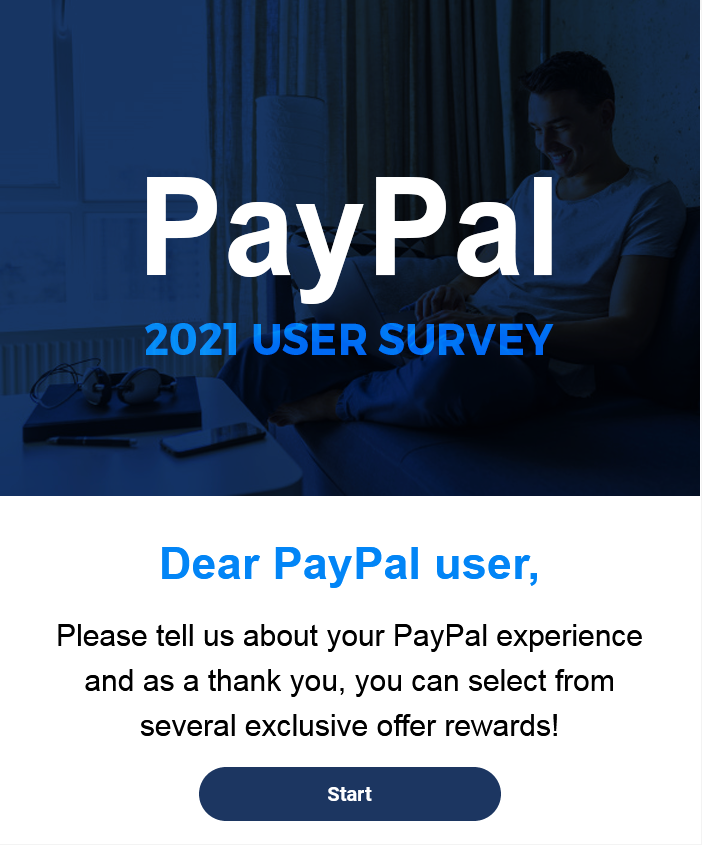 PayPal
2021 USER SURVEY
Dear PayPal user,
Please tell us about your PayPal experience
and as a thank you, you can select from
several exclusive offer rewards!
Start